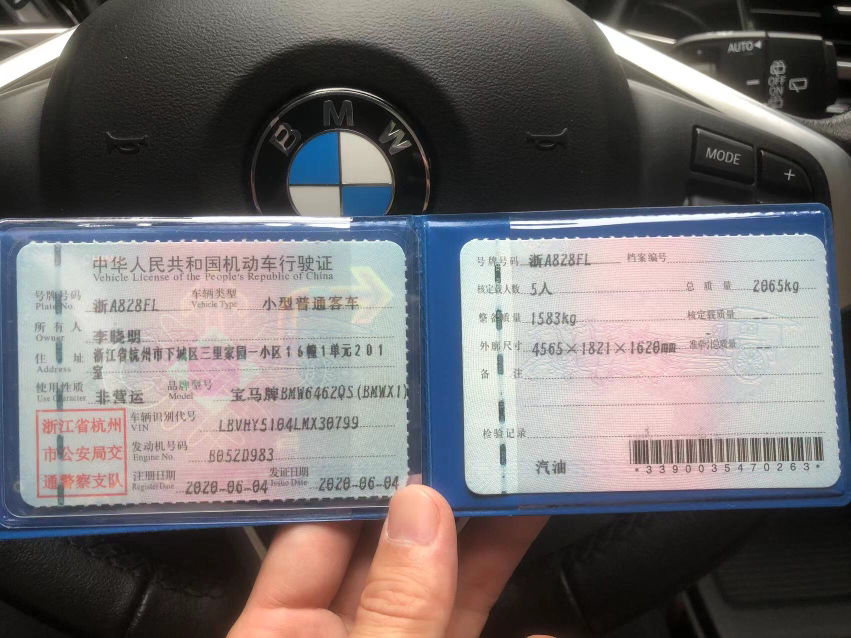 BMW
AUTO
OFF
ON
MODE
+
中华人民共和国机动车行驶证
Vehicle License of the People's Republic of China
号牌号码 浙A828FL 车辆类型 小型普通客车
Plate No. Vehicle Type
所有人 李晓明
Owner
住址 浙江省杭州市下城区三里家园一小区16幢1单元201
Address 室
使用性质 非营运 品牌型号 宝马牌BMW6462QS(BMWX1)
Use Character Model
浙江省杭州
市公安局交
通警察支队
车辆识别代号 LBVHY5104LMX30799
VIN
发动机号码 B052D983
Engine No.
注册日期 2020-06-04 发证日期 2020-06-04
Register Date Issue Date
号牌号码 浙A828FL 档案编号
核定载人数 5人 总质量 2065kg
整备质量 1583kg 核定载质量 --
外廓尺寸 4565×1821×1620mm 准牵引总质量 --
备注
检验记录
汽油
*3390035470263*